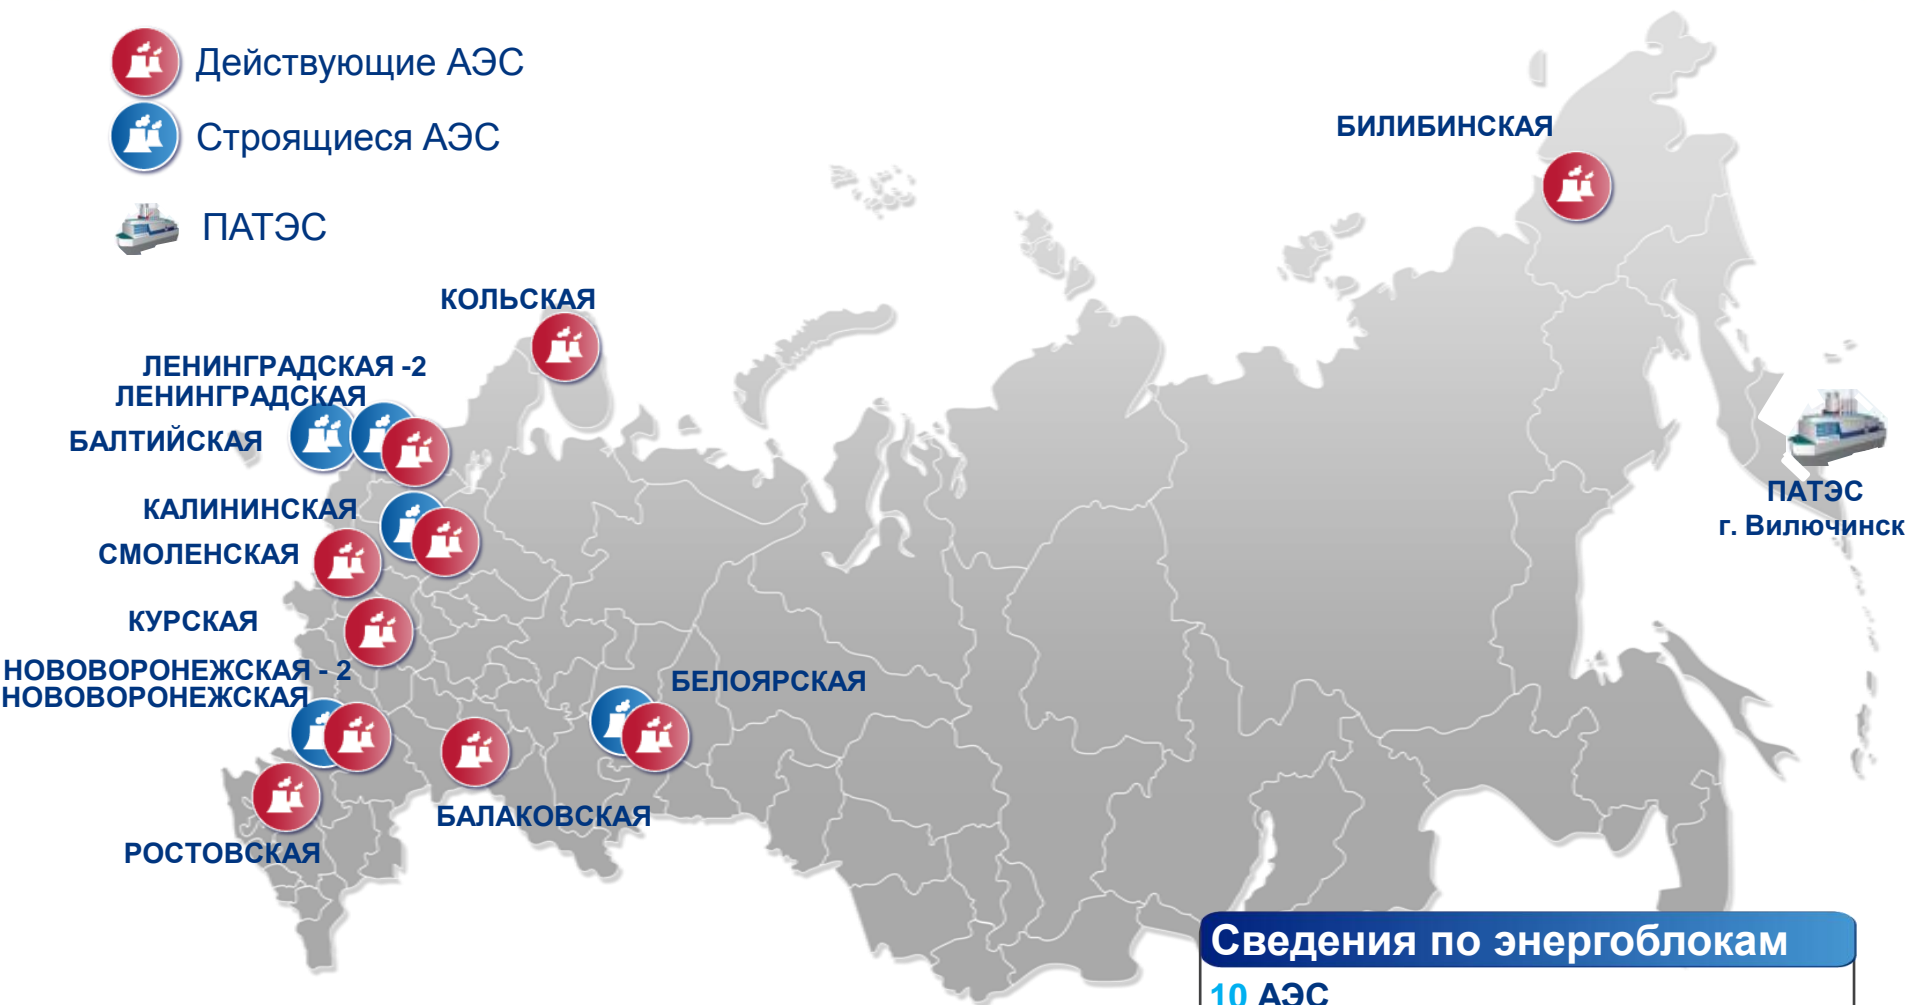 Действующие АЭС
Строящиеся АЭС
ПАТЭС
БИЛИБИНСКАЯ
КОЛЬСКАЯ
ЛЕНИНГРАДСКАЯ -2
ЛЕНИНГРАДСКАЯ
БАЛТИЙСКАЯ
КАЛИНИНСКАЯ
СМОЛЕНСКАЯ
КУРСКАЯ
НОВОВОРОНЕЖСКАЯ - 2
НОВОВОРОНЕЖСКАЯ
БЕЛОЯРСКАЯ
БАЛАКОВСКАЯ
РОСТОВСКАЯ
ПАТЭС
г. Вилючинск
Сведения по энергоблокам
10 АЭС